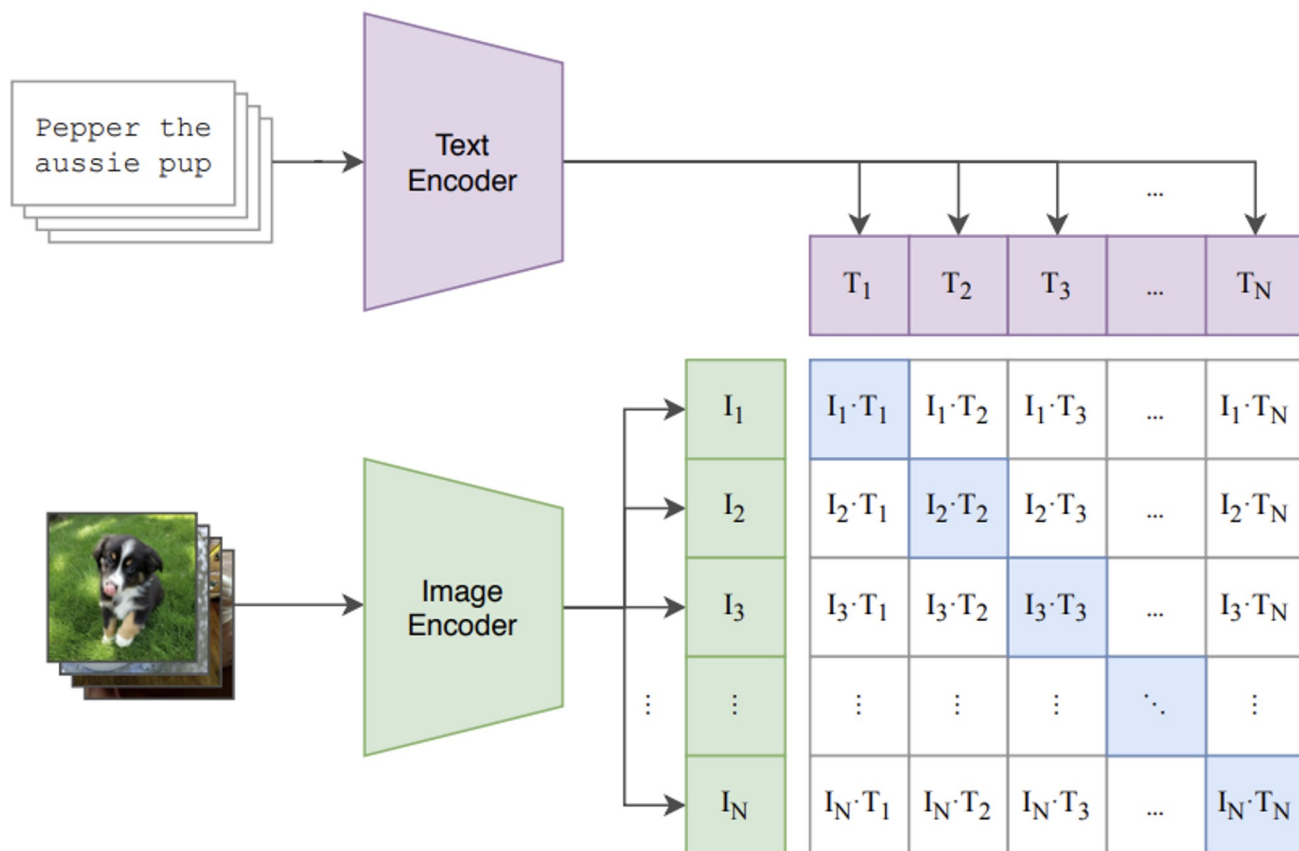 Pepper the
aussie pup
Text
Encoder
...
T1 T2 T3 ... TN
I1 I1·T1 I1·T2 I1·T3 ... I1·TN
I2 I2·T1 I2·T2 I2·T3 ... I2·TN
Image
Encoder
I3 I3·T1 I3·T2 I3·T3 ... I3·TN
⋮ ⋮ ⋮ ⋮ ⋮ ⋱ ⋮
IN IN·T1 IN·T2 IN·T3 ... IN·TN